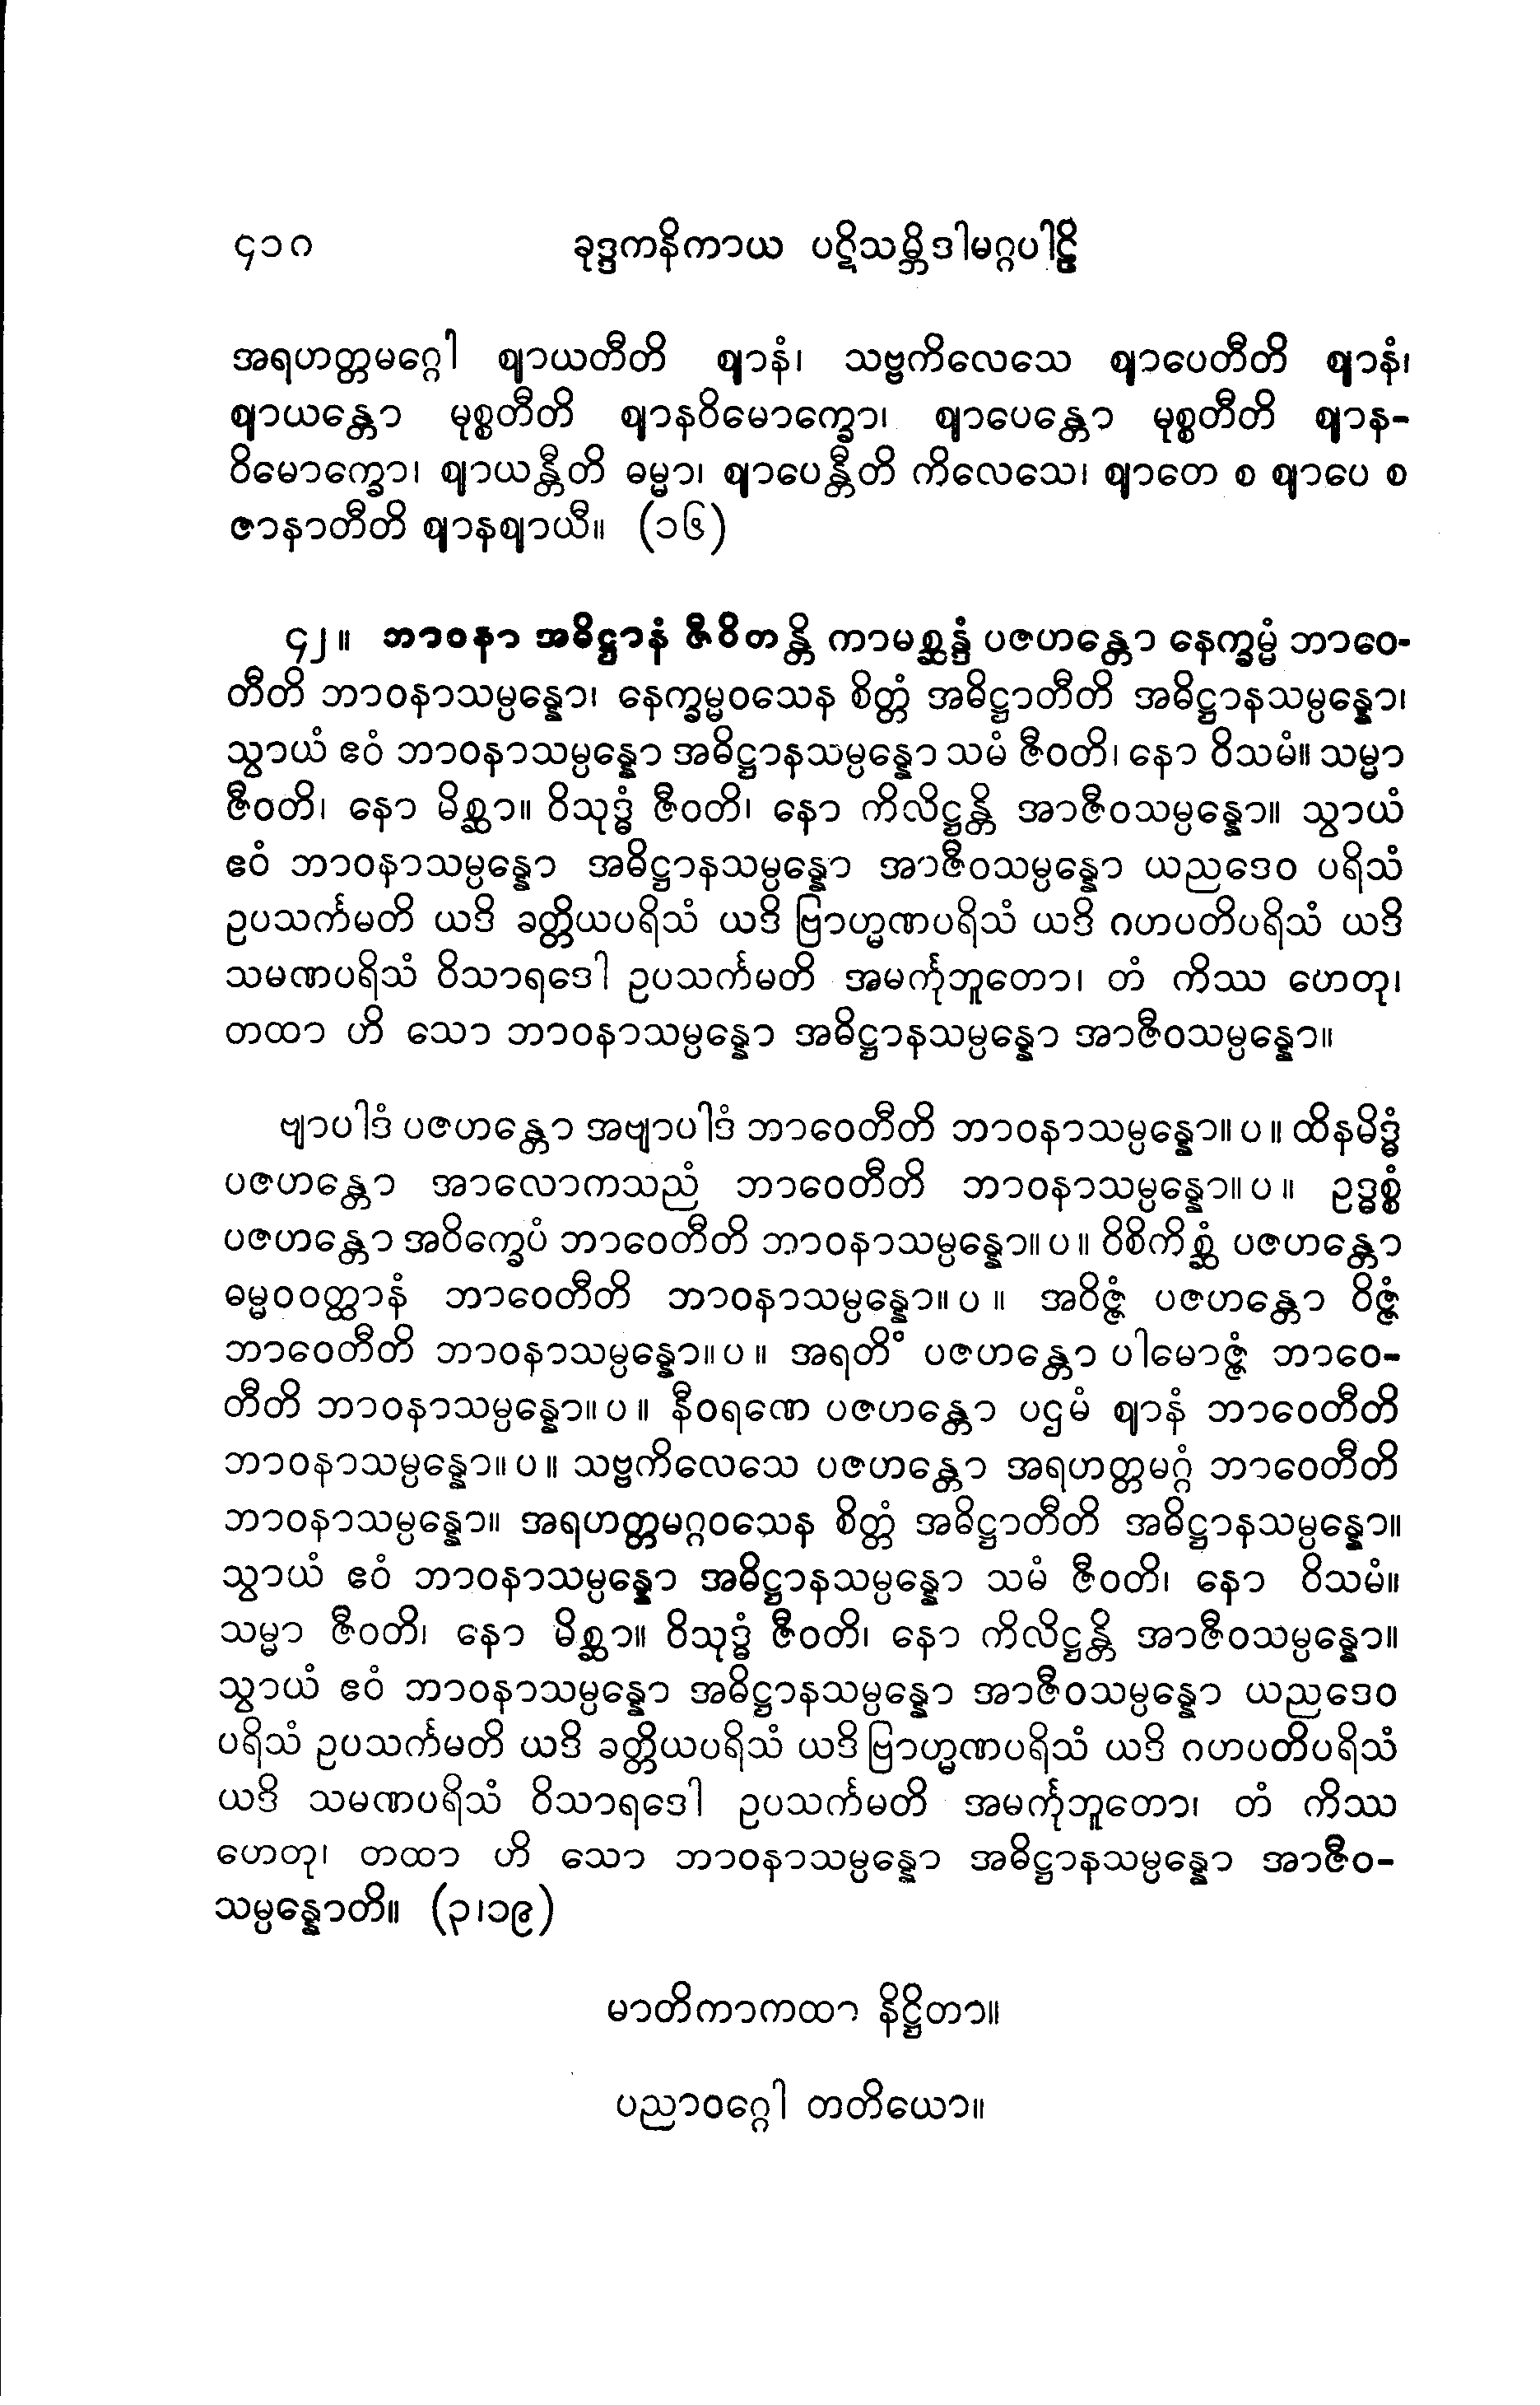 ၄၁၈ ခုဒ္ဒကနိကာယ ပဋိသမ္ဘိဒါမဂ္ဂပါဠိ
အရဟတ္တမဂ္ဂေါ ဈာယတီတိ ဈာနံ၊ သဗ္ဗကိလေသေ ဈာပေတီတိ ဈာနံ၊
ဈာယန္တော မုစ္စတီတိ ဈာနဝိမောက္ခော၊ ဈာပေန္တော မုစ္စတီတိ ဈာန-
ဝိမောက္ခော၊ ဈာယန္တီတိ ဓမ္မာ၊ ဈာပေန္တီတိ ကိလေသေ၊ ဈာတေ စ ဈာပေ စ
ဇာနာတီတိ ဈာနဈာယီ။ (၁၆)
၄၂။ ဘာဝနာ အဓိဋ္ဌာနံ ဇီဝိတန္တိ ကာမစ္ဆန္ဒံ ပဇဟန္တော နေက္ခမ္မံ ဘာဝေ-
တီတိ ဘာဝနာသမ္ပန္နော၊ နေက္ခမ္မဝသေန စိတ္တံ အဓိဋ္ဌာတီတိ အဓိဋ္ဌာနသမ္ပန္နော၊
သွာယံ ဧဝံ ဘာဝနာသမ္ပန္နော အဓိဋ္ဌာနသမ္ပန္နော သမံ ဇီဝတိ၊ နော ဝိသမံ။ သမ္မာ
ဇီဝတိ၊ နော မိစ္ဆာ။ ဝိသုဒ္ဓံ ဇီဝတိ၊ နော ကိလိဋ္ဌန္တိ အာဇီဝသမ္ပန္နော။ သွာယံ
ဧဝံ ဘာဝနာသမ္ပန္နော အဓိဋ္ဌာနသမ္ပန္နော အာဇီဝသမ္ပန္နော ယညဒေဝ ပရိသံ
ဥပသင်္ကမတိ ယဒိ ခတ္တိယပရိသံ ယဒိ ဗြာဟ္မဏပရိသံ ယဒိ ဂဟပတိပရိသံ ယဒိ
သမဏပရိသံ ဝိသာရဒေါ ဥပသင်္ကမတိ အမင်္ကုဘူတော၊ တံ ကိဿ ဟေတု၊
တထာ ဟိ သော ဘာဝနာသမ္ပန္နော အဓိဋ္ဌာနသမ္ပန္နော အာဇီဝသမ္ပန္နော။
ဗျာပါဒံ ပဇဟန္တော အဗျာပါဒံ ဘာဝေတီတိ ဘာဝနာသမ္ပန္နော။ ပ ။ ထိနမိဒ္ဓံ
ပဇဟန္တော အာလောကသညံ ဘာဝေတီတိ ဘာဝနာသမ္ပန္နော။ ပ ။ ဥဒ္ဓစ္စံ
ပဇဟန္တော အဝိက္ခေပံ ဘာဝေတီတိ ဘာဝနာသမ္ပန္နော။ ပ ။ ဝိစိကိစ္ဆံ ပဇဟန္တော
ဓမ္မဝဝတ္ထာနံ ဘာဝေတီတိ ဘာဝနာသမ္ပန္နော။ ပ ။ အဝိဇ္ဇံ ပဇဟန္တော ဝိဇ္ဇံ
ဘာဝေတီတိ ဘာဝနာသမ္ပန္နော။ ပ ။ အရတိံ ပဇဟန္တော ပါမောဇ္ဇံ ဘာဝေ-
တီတိ ဘာဝနာသမ္ပန္နော။ ပ ။ နီဝရဏေ ပဇဟန္တော ပဌမံ ဈာနံ ဘာဝေတီတိ
ဘာဝနာသမ္ပန္နော။ ပ ။ သဗ္ဗကိလေသေ ပဇဟန္တော အရဟတ္တမဂ္ဂံ ဘာဝေတီတိ
ဘာဝနာသမ္ပန္နော။ အရဟတ္တမဂ္ဂဝသေန စိတ္တံ အဓိဋ္ဌာတီတိ အဓိဋ္ဌာနသမ္ပန္နော။
သွာယံ ဧဝံ ဘာဝနာသမ္ပန္နော အဓိဋ္ဌာနသမ္ပန္နော သမံ ဇီဝတိ၊ နော ဝိသမံ။
သမ္မာ ဇီဝတိ၊ နော မိစ္ဆာ။ ဝိသုဒ္ဓံ ဇီဝတိ၊ နော ကိလိဋ္ဌန္တိ အာဇီဝသမ္ပန္နော။
သွာယံ ဧဝံ ဘာဝနာသမ္ပန္နော အဓိဋ္ဌာနသမ္ပန္နော အာဇီဝသမ္ပန္နော ယညဒေဝ
ပရိသံ ဥပသင်္ကမတိ ယဒိ ခတ္တိယပရိသံ ယဒိ ဗြာဟ္မဏပရိသံ ယဒိ ဂဟပတိပရိသံ
ယဒိ သမဏပရိသံ ဝိသာရဒေါ ဥပသင်္ကမတိ အမင်္ကုဘူတော၊ တံ ကိဿ
ဟေတု၊ တထာ ဟိ သော ဘာဝနာသမ္ပန္နော အဓိဋ္ဌာနသမ္ပန္နော အာဇီဝ-
သမ္ပန္နောတိ။ (၃၊၁၉)
မာတိကာကထာ နိဋ္ဌိတာ။
ပညာဝဂ္ဂေါ တတိယော။